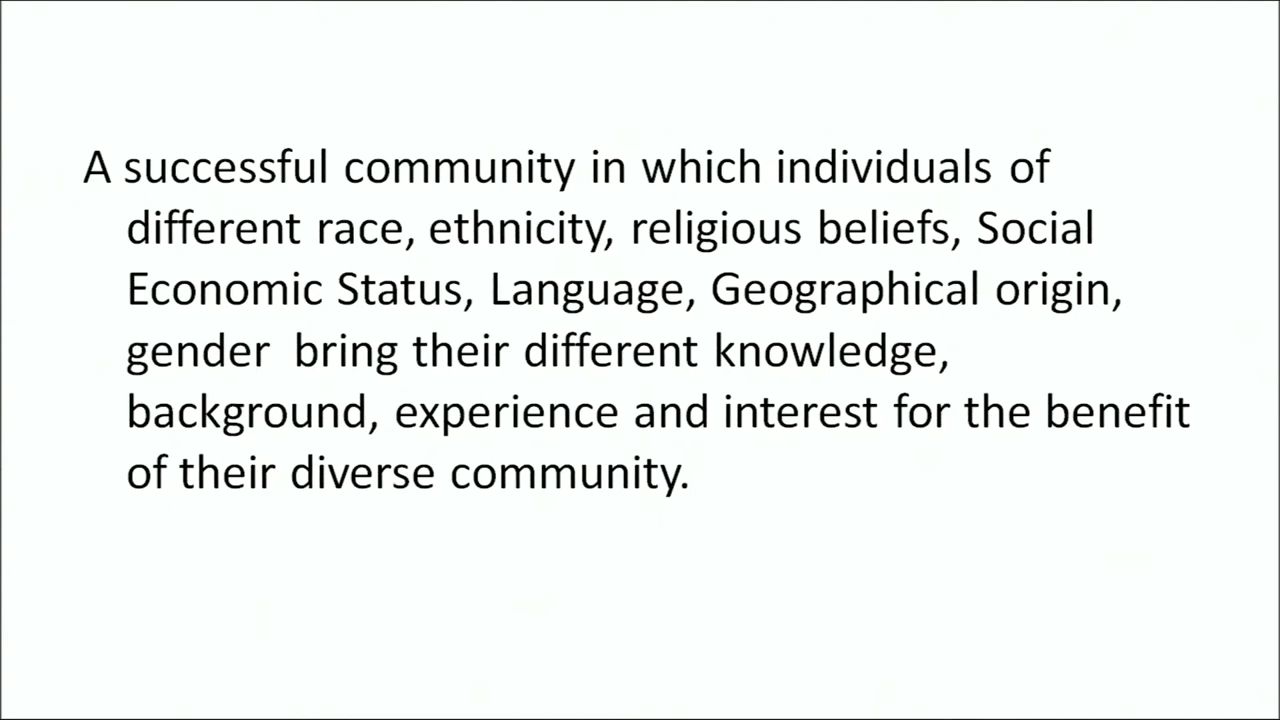 A successful community in which individuals of
different race, ethnicity, religious beliefs, Social
Economic Status, Language, Geographical origin,
gender bring their different knowledge,
background, experience and interest for the benefit
of their diverse community.